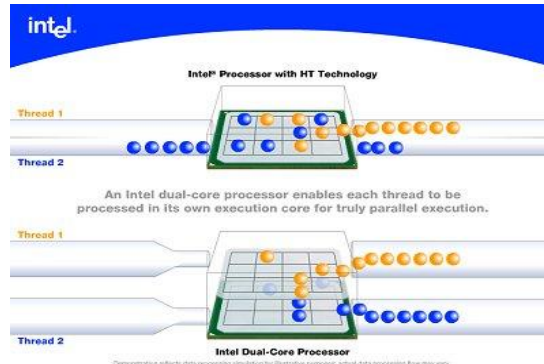 intel.
Intel® Processor with HT Technology
Thread 1
Thread 2
An Intel dual-core processor enables each thread to be
processed in its own execution core for truly parallel execution.
Thread 1
Thread 2
Intel Dual-Core Processor